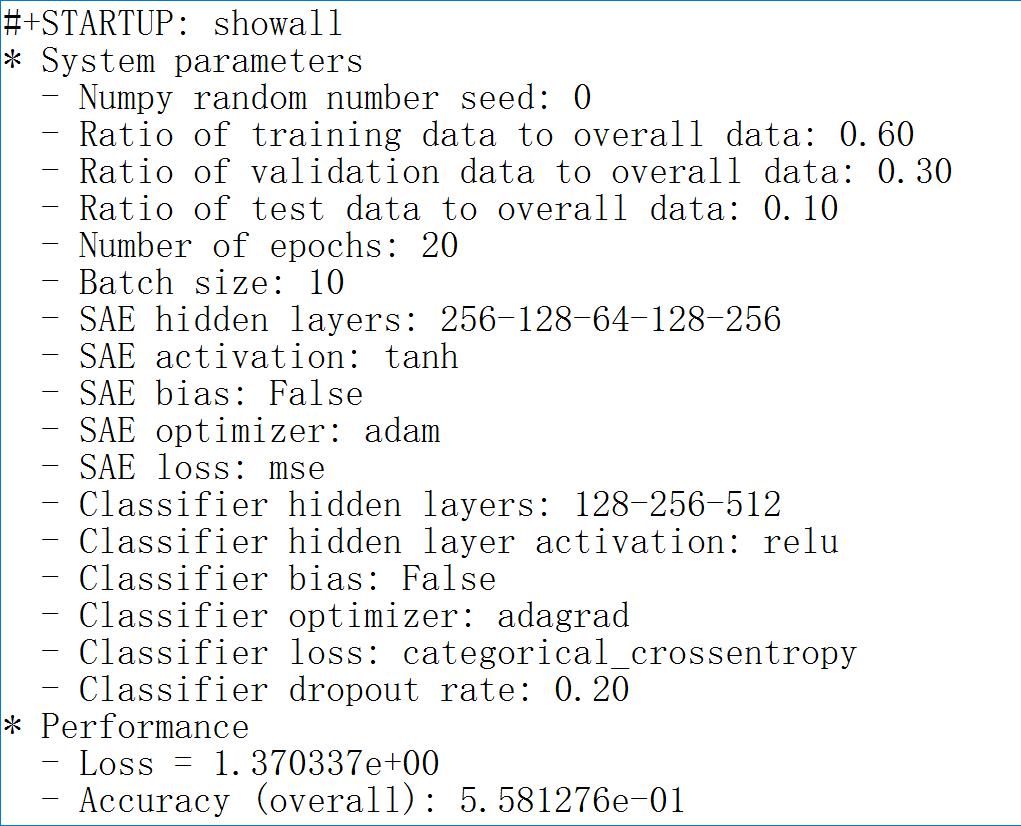 #+STARTUP: showall
* System parameters
- Numpy random number seed: 0
- Ratio of training data to overall data: 0.60
- Ratio of validation data to overall data: 0.30
- Ratio of test data to overall data: 0.10
- Number of epochs: 20
- Batch size: 10
- SAE hidden layers: 256-128-64-128-256
- SAE activation: tanh
- SAE bias: False
- SAE optimizer: adam
- SAE loss: mse
- Classifier hidden layers: 128-256-512
- Classifier hidden layer activation: relu
- Classifier bias: False
- Classifier optimizer: adagrad
- Classifier loss: categorical_crossentropy
- Classifier dropout rate: 0.20
* Performance
- Loss = 1.370337e+00
- Accuracy (overall): 5.581276e-01